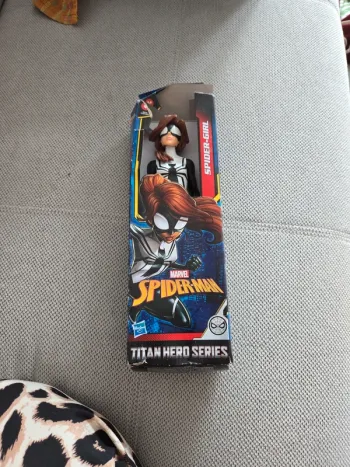 SPIDER-GIRL
MARVEL
SPIDER-MAN
Hasbro
TITAN HERO SERIES